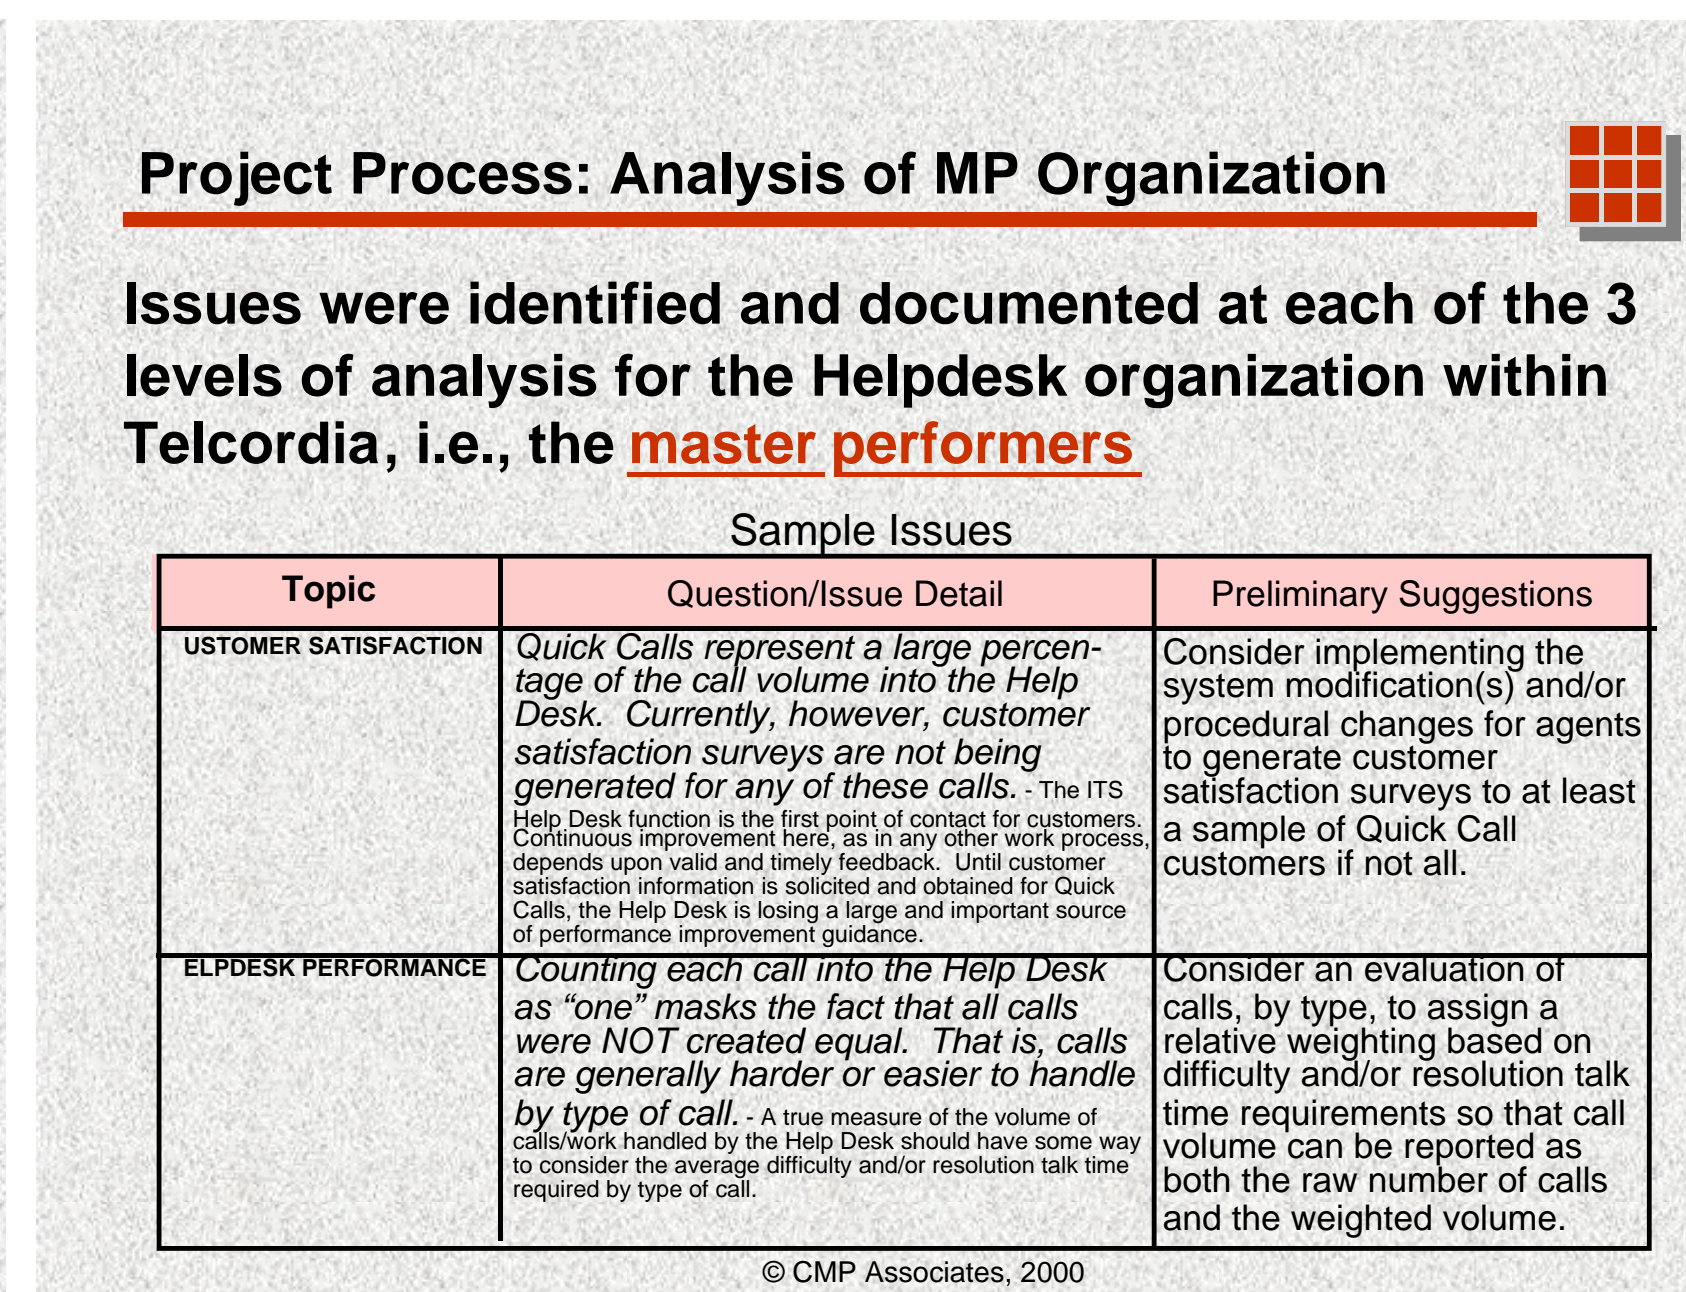 Project Process: Analysis of MP Organization
Issues were identified and documented at each of the 3
levels of analysis for the Helpdesk organization within
Telcordia, i.e., the master performers
Sample Issues
Topic
Question/Issue Detail
Preliminary Suggestions
USTOMER SATISFACTION
Quick Calls represent a large percen-
tage of the call volume into the Help
Desk.  Currently, however, customer
satisfaction surveys are not being
generated for any of these calls. - The ITS
Help Desk function is the first point of contact for customers.
Continuous improvement here, as in any other work process,
depends upon valid and timely feedback.  Until customer
satisfaction information is solicited and obtained for Quick
Calls, the Help Desk is losing a large and important source
of performance improvement guidance.
Consider implementing the
system modification(s) and/or
procedural changes for agents
to generate customer
satisfaction surveys to at least
a sample of Quick Call
customers if not all.
ELPDESK PERFORMANCE
Counting each call into the Help Desk
as “one” masks the fact that all calls
were NOT created equal.  That is, calls
are generally harder or easier to handle
by type of call. - A true measure of the volume of
calls/work handled by the Help Desk should have some way
to consider the average difficulty and/or resolution talk time
required by type of call.
Consider an evaluation of
calls, by type, to assign a
relative weighting based on
difficulty and/or resolution talk
time requirements so that call
volume can be reported as
both the raw number of calls
and the weighted volume.
© CMP Associates, 2000